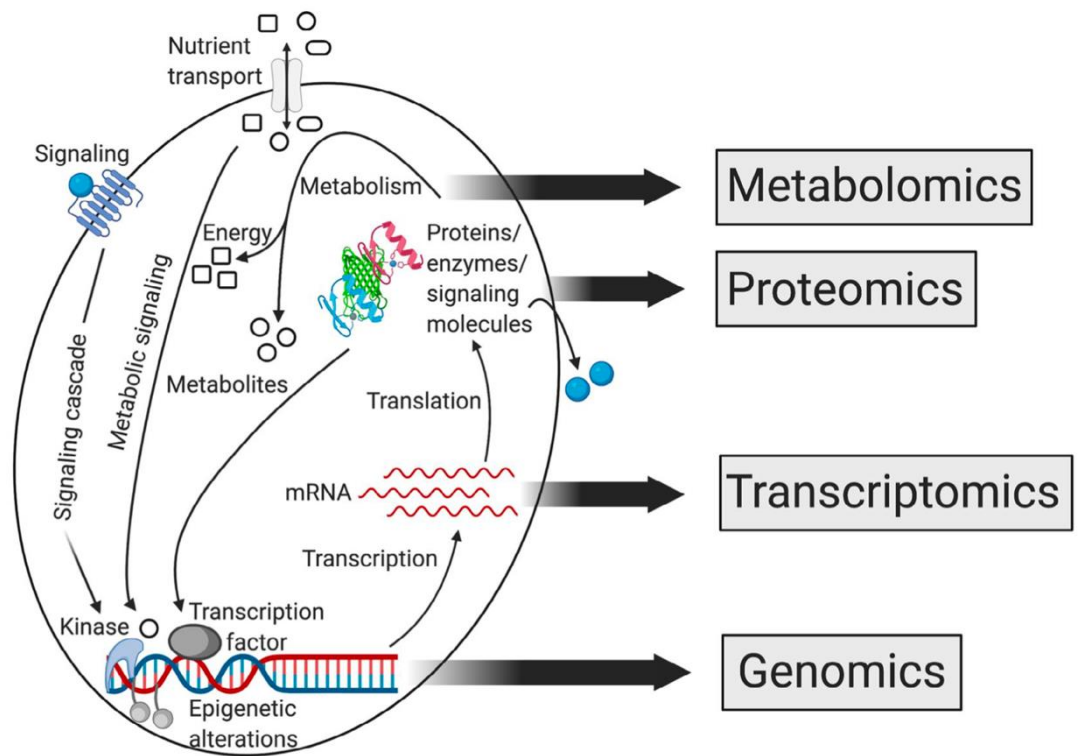 Nutrient
transport
Signaling
Metabolism
Metabolomics
Energy
Proteins/
enzymes/
signaling
molecules
Proteomics
Metabolic signaling
Signaling cascade
Metabolites
Translation
mRNA
Transcriptomics
Transcription
Kinase
Transcription
factor
Genomics
Epigenetic
alterations